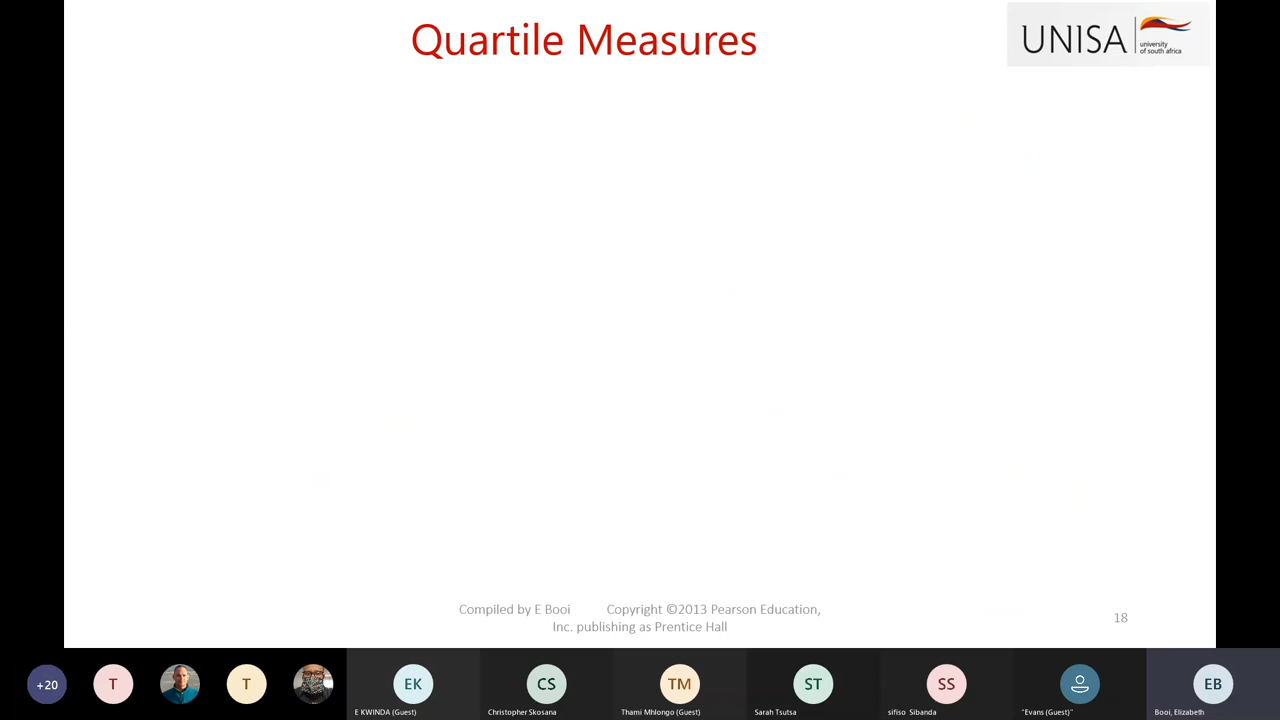 Quartile Measures
UNISA
university
of south africa
Compiled by E Booi Copyright ©2013 Pearson Education,
Inc. publishing as Prentice Hall
18
+20
T
T
EK
CS
TM
ST
SS
EB
E KWINDA (Guest)
Christopher Skosana
Thami Mhlongo (Guest)
Sarah Tsutsa
sifiso Sibanda
"Evans (Guest)"
Booi, Elizabeth